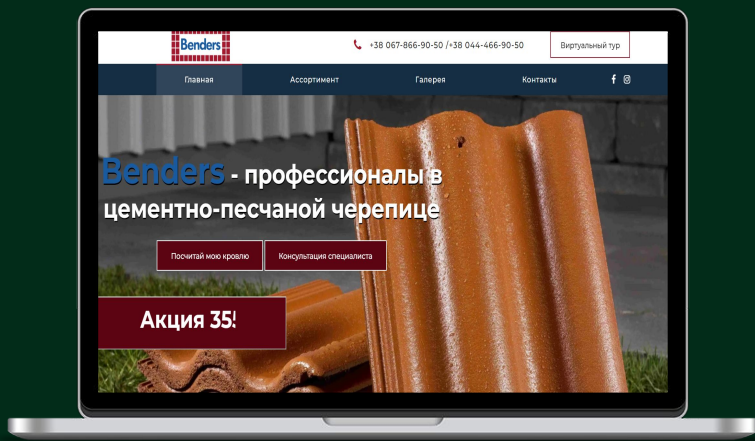 Benders
+38 067-866-90-50 /+38 044-466-90-50
Виртуальный тур
Главная
Ассортимент
Галерея
Контакты
Benders - профессионалы в
цементно-песчаной черепице
Посчитай мою кровлю
Консультация специалиста
Акция 35